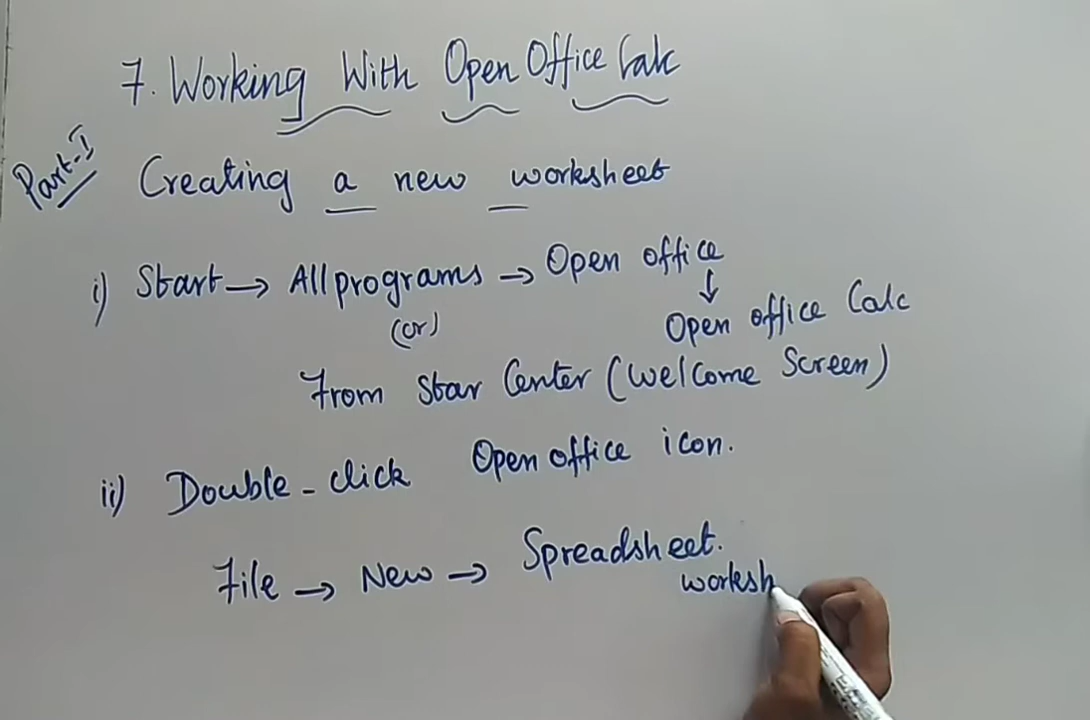 7. Working With Open Office Calc
Part-I
Creating a new worksheet
i) Start → All programs → Open office
↓
(or)
Open office Calc
From Star Center (Welcome Screen)
ii) Double-click Open office icon.
File → New → Spreadsheet.
worksh